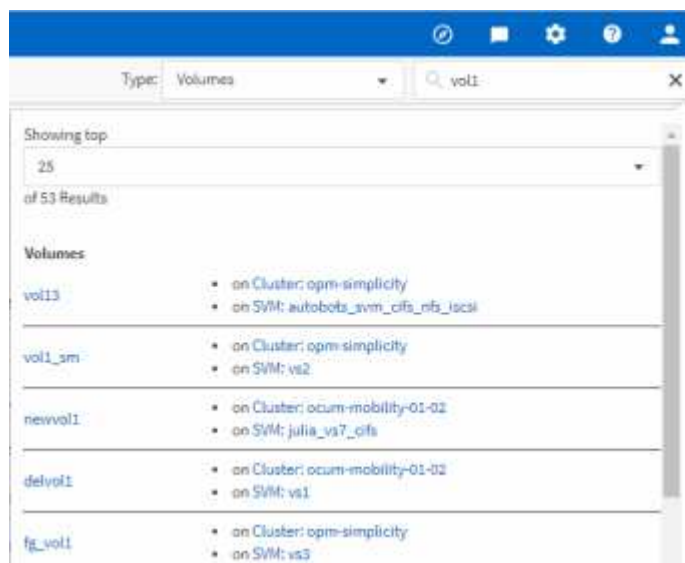 Type: Volumes vol1
Showing top
25
of 53 Results
Volumes
vol13
on Cluster: opm-simplicity
on SVM: autobots_svm_cifs_nfs_iscsi
vol1_sm
on Cluster: opm-simplicity
on SVM: vs2
newvol1
on Cluster: ocum-mobility-01-02
on SVM: julia_vs7_cifs
delvol1
on Cluster: ocum-mobility-01-02
on SVM: vs1
fg_vol1
on Cluster: opm-simplicity
on SVM: vs3